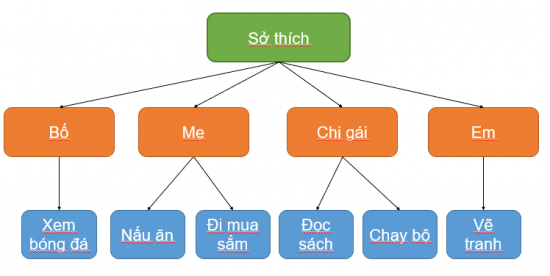 Sở thích
Bố
Mẹ
Chị gái
Em
Xem
bóng đá
Nấu ăn
Đi mua
sắm
Đọc
sách
Chạy bộ
Vẽ
tranh